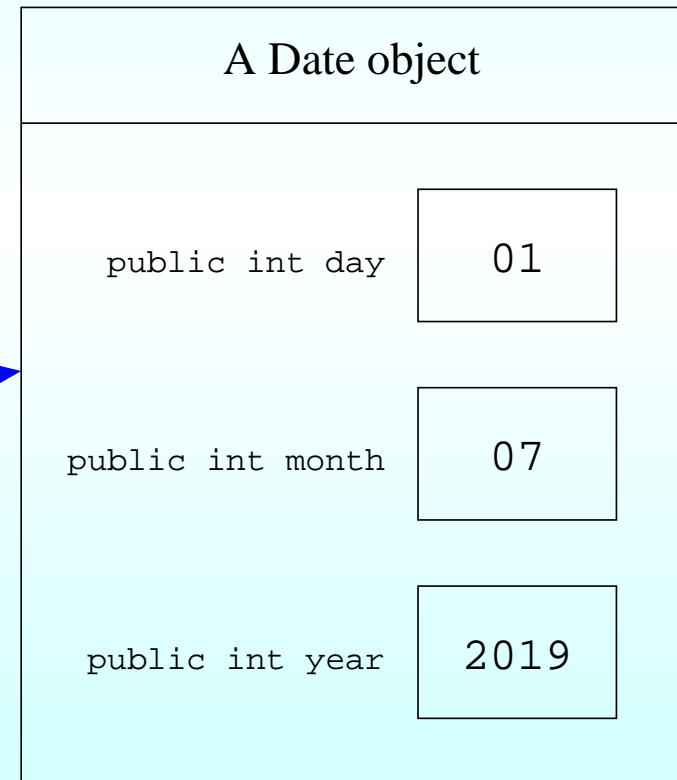 A Date object
public int day 01
public int month 07
public int year 2019